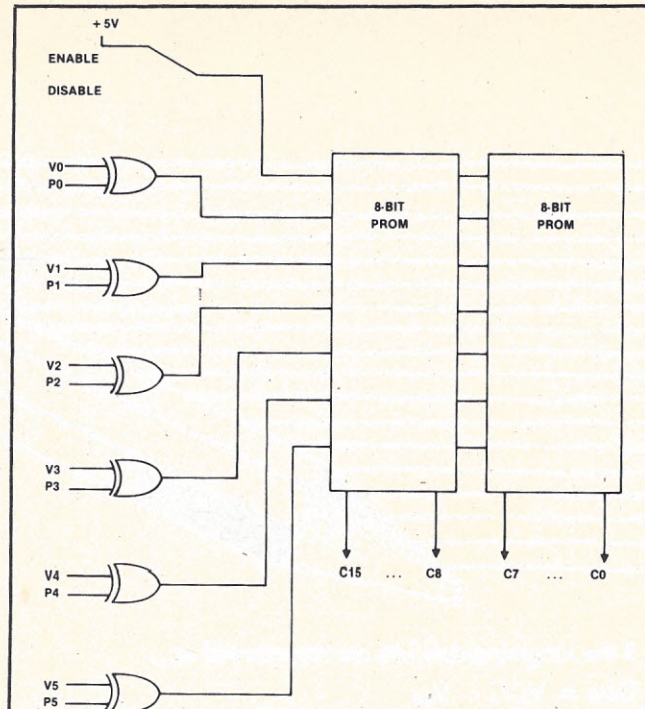 + 5V
ENABLE
DISABLE
V0
P0
8-BIT
PROM
8-BIT
PROM
V1
P1
V2
P2
V3
P3
V4
P4
C15 ... C8 C7 ... C0
V5
P5